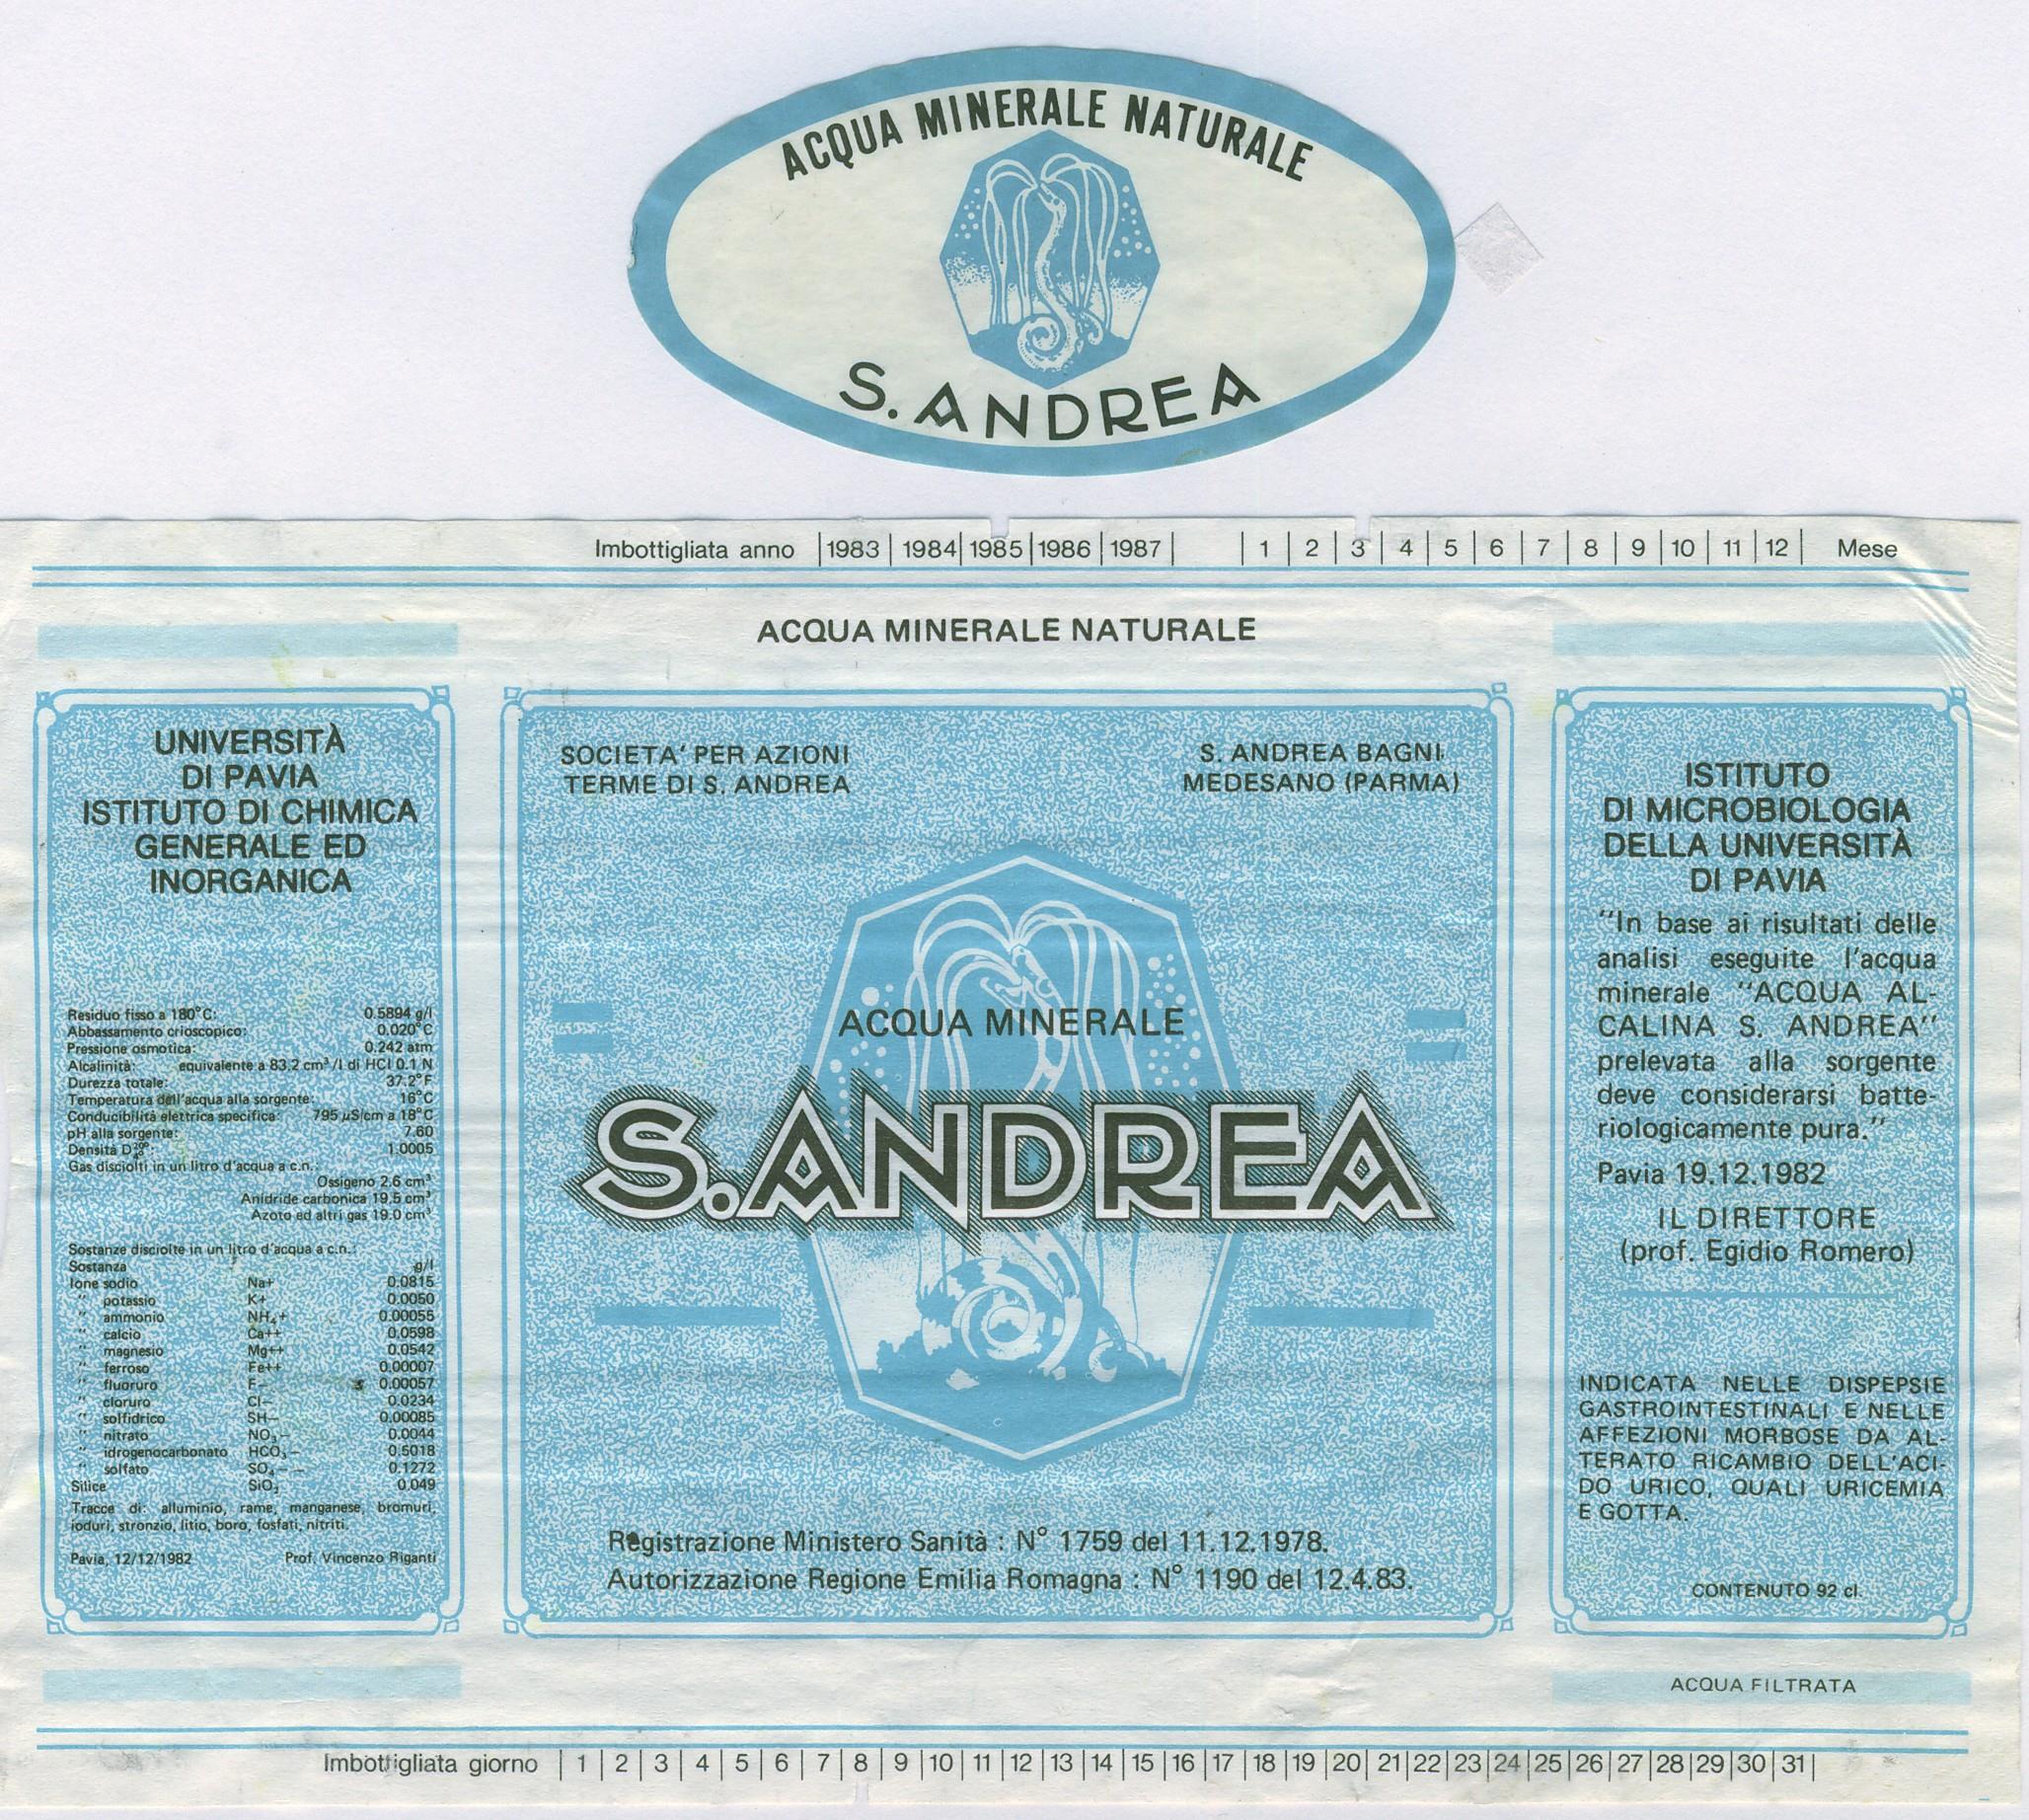 ACQUA MINERALE NATURALE
S. ANDREA
Imbottigliata anno | 1983 | 1984 | 1985 | 1986 | 1987 | | 1 | 2 | 3 | 4 | 5 | 6 | 7 | 8 | 9 | 10 | 11 | 12 | Mese
ACQUA MINERALE NATURALE
UNIVERSITÀ
DI PAVIA
ISTITUTO DI CHIMICA
GENERALE ED
INORGANICA
Residuo fisso a 180°C: 0.5894 g/l
Abbassamento crioscopico: 0.020°C
Pressione osmotica: 0.242 atm
Alcalinità: equivalente a 83.2 cm³/l di HCl 0.1 N
Durezza totale: 37.2°F
Temperatura dell'acqua alla sorgente: 16°C
Conducibilità elettrica specifica: 795 µS/cm a 18°C
pH alla sorgente: 7.60
Densità D 1.0005
Gas disciolti in un litro d'acqua a c.n.:
Ossigeno 2.6 cm³
Anidride carbonica 19.5 cm³
Azoto ed altri gas 19.0 cm³
Sostanze disciolte in un litro d'acqua a c.n.:
Sostanza g/l
Ione sodio Na+ 0.0815
" potassio K+ 0.0050
" ammonio NH₄+ 0.00055
" calcio Ca++ 0.0598
" magnesio Mg++ 0.0542
" ferroso Fe++ 0.00007
" fluoruro F− 0.00057
" cloruro Cl− 0.0234
" solfidrico SH− 0.00085
" nitrato NO₃− 0.0044
" idrogenocarbonato HCO₃− 0.5018
" solfato SO₄−− 0.1272
Silice SiO₂ 0.049
Tracce di: alluminio, rame, manganese, bromuri,
ioduri, stronzio, litio, boro, fosfati, nitriti.
Pavia, 12/12/1982 Prof. Vincenzo Riganti
SOCIETA' PER AZIONI
TERME DI S. ANDREA
S. ANDREA BAGNI
MEDESANO (PARMA)
ACQUA MINERALE
S.ANDREA
Registrazione Ministero Sanità : N° 1759 del 11.12.1978.
Autorizzazione Regione Emilia Romagna : N° 1190 del 12.4.83.
ISTITUTO
DI MICROBIOLOGIA
DELLA UNIVERSITÀ
DI PAVIA
"In base ai risultati delle
analisi eseguite l'acqua
minerale "ACQUA AL-
CALINA S. ANDREA"
prelevata alla sorgente
deve considerarsi batte-
riologicamente pura."
Pavia 19.12.1982
IL DIRETTORE
(prof. Egidio Romero)
INDICATA NELLE DISPEPSIE
GASTROINTESTINALI E NELLE
AFFEZIONI MORBOSE DA AL-
TERATO RICAMBIO DELL'ACI-
DO URICO, QUALI URICEMIA
E GOTTA.
CONTENUTO 92 cl.
ACQUA FILTRATA
Imbottigliata giorno | 1 | 2 | 3 | 4 | 5 | 6 | 7 | 8 | 9 | 10 | 11 | 12 | 13 | 14 | 15 | 16 | 17 | 18 | 19 | 20 | 21 | 22 | 23 | 24 | 25 | 26 | 27 | 28 | 29 | 30 | 31 |